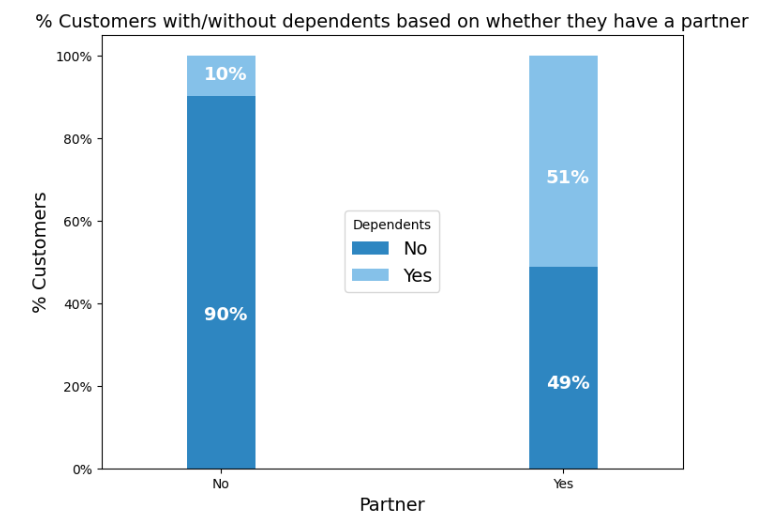 % Customers with/without dependents based on whether they have a partner
100%
80%
60%
40%
20%
0%
% Customers
10%
90%
51%
49%
Dependents
No
Yes
No
Yes
Partner